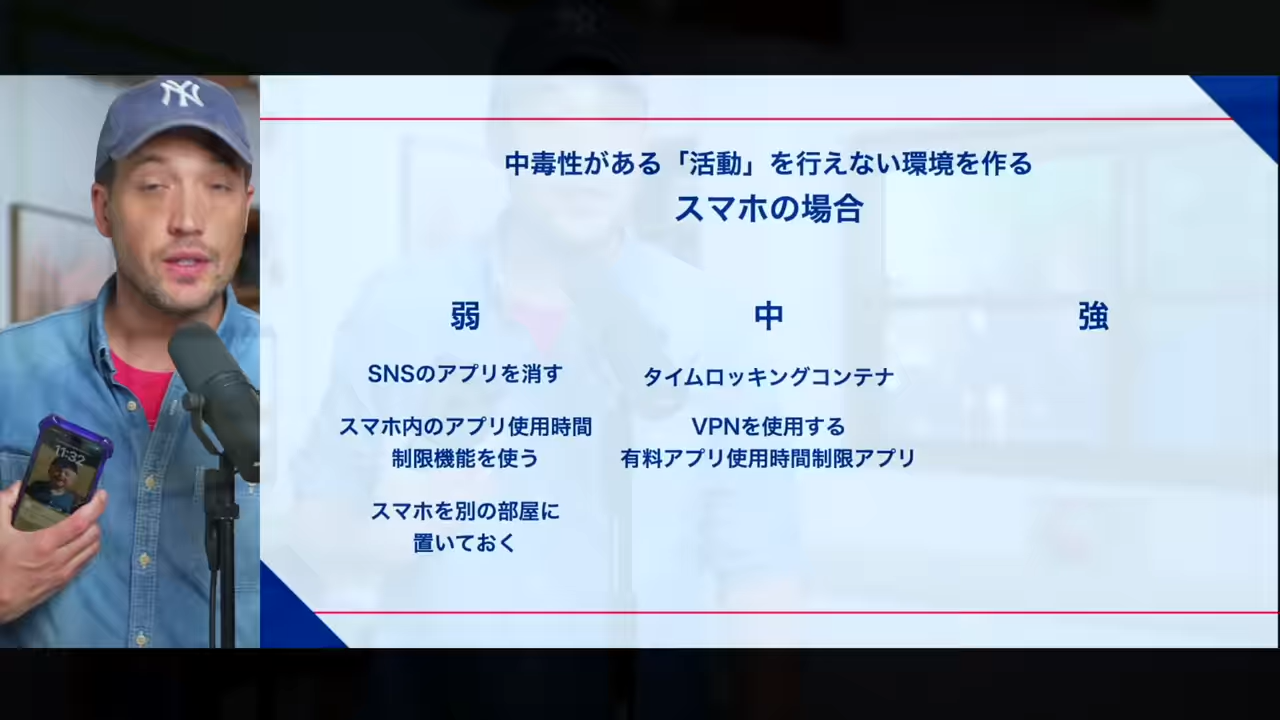 NY
11:32
中毒性がある「活動」を行えない環境を作る
スマホの場合
弱
SNSのアプリを消す
スマホ内のアプリ使用時間
制限機能を使う
スマホを別の部屋に
置いておく
中
タイムロッキングコンテナ
VPNを使用する
有料アプリ使用時間制限アプリ
強